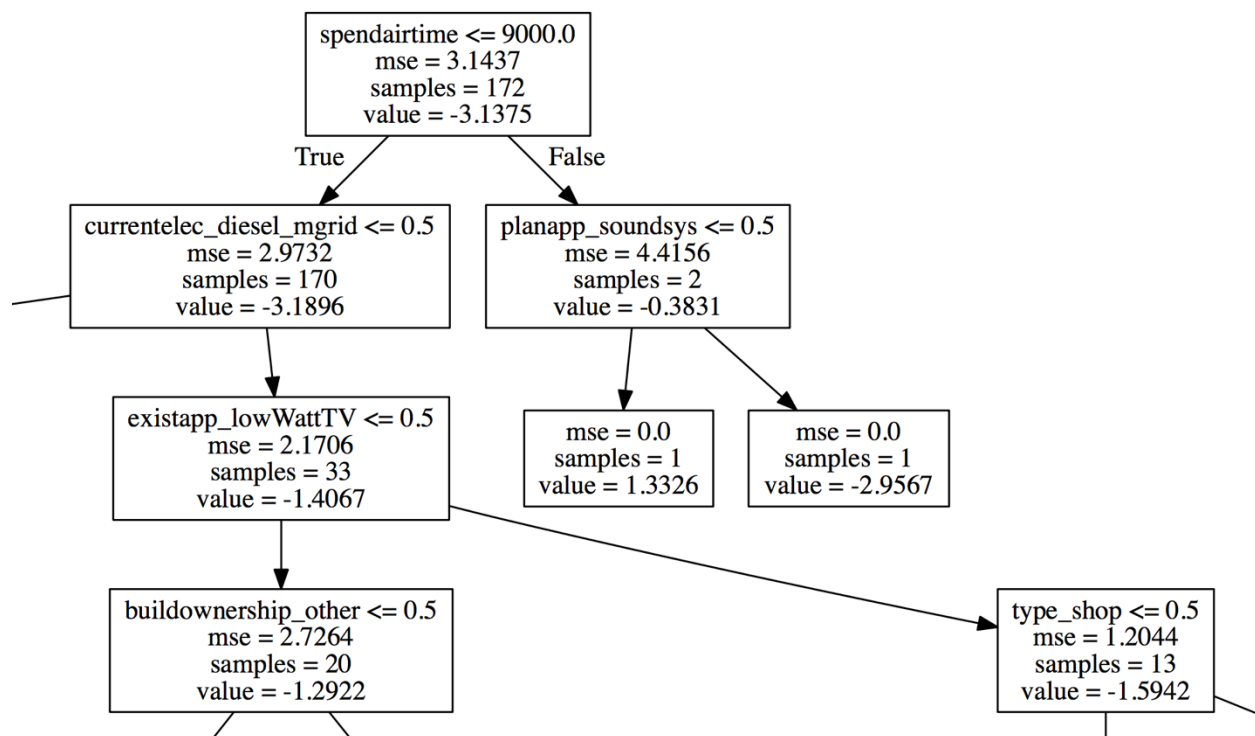 spendairtime <= 9000.0
mse = 3.1437
samples = 172
value = -3.1375
True
False
currentelec_diesel_mgrid <= 0.5
mse = 2.9732
samples = 170
value = -3.1896
planapp_soundsys <= 0.5
mse = 4.4156
samples = 2
value = -0.3831
existapp_lowWattTV <= 0.5
mse = 2.1706
samples = 33
value = -1.4067
mse = 0.0
samples = 1
value = 1.3326
mse = 0.0
samples = 1
value = -2.9567
buildownership_other <= 0.5
mse = 2.7264
samples = 20
value = -1.2922
type_shop <= 0.5
mse = 1.2044
samples = 13
value = -1.5942